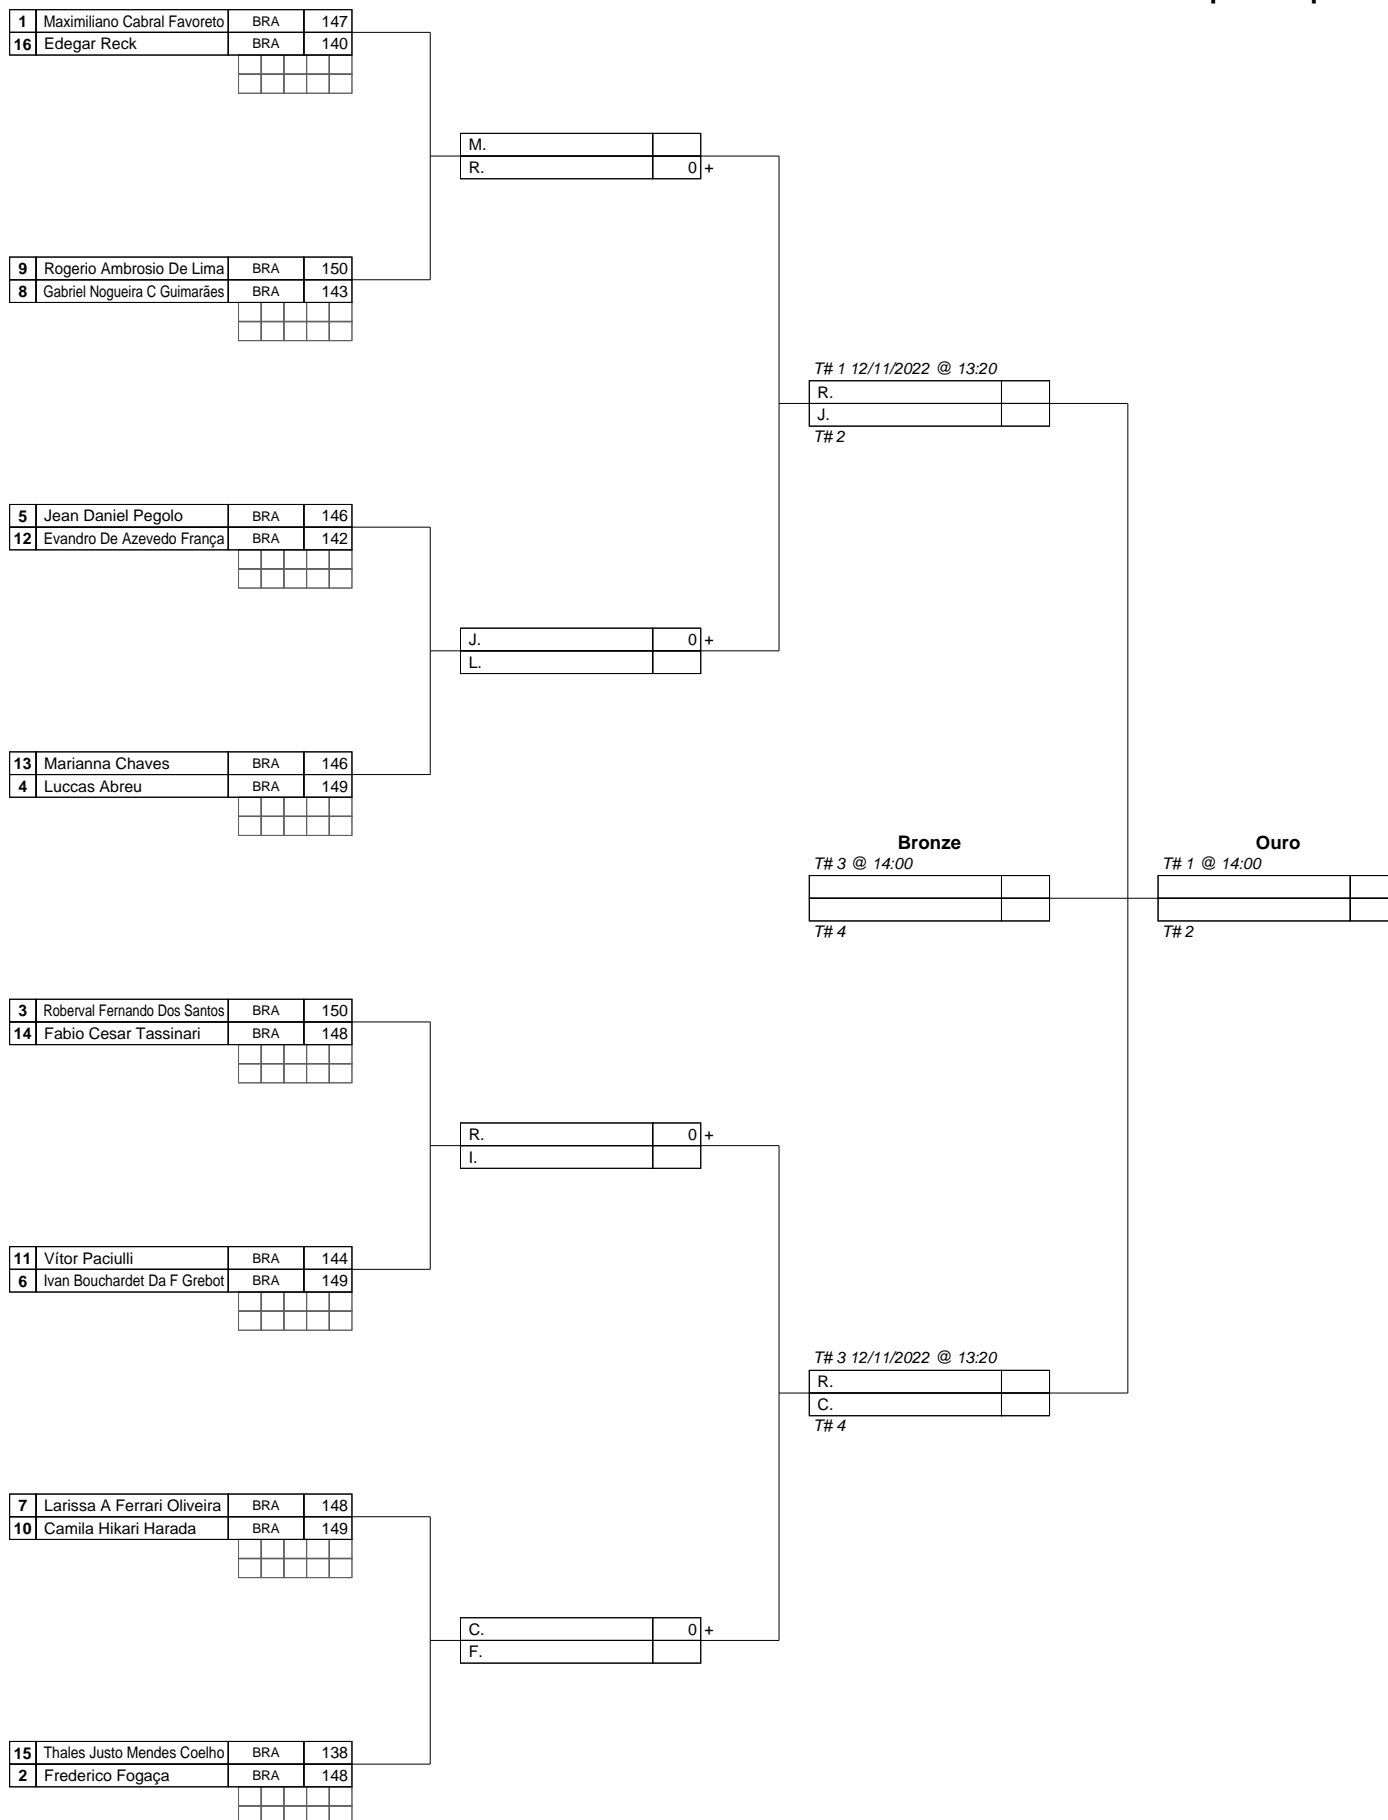 1 Maximiliano Cabral Favoreto BRA 147
16 Edegar Reck BRA 140
M.
R. 0 +
9 Rogerio Ambrosio De Lima BRA 150
8 Gabriel Nogueira C Guimarães BRA 143
T# 1 12/11/2022 @ 13:20
R.
J.
T# 2
5 Jean Daniel Pegolo BRA 146
12 Evandro De Azevedo França BRA 142
J. 0 +
L.
13 Marianna Chaves BRA 146
4 Luccas Abreu BRA 149
Bronze Ouro
T# 3 @ 14:00 T# 1 @ 14:00
T# 4 T# 2
3 Roberval Fernando Dos Santos BRA 150
14 Fabio Cesar Tassinari BRA 148
R. 0 +
I.
11 Vítor Paciulli BRA 144
6 Ivan Bouchardet Da F Grebot BRA 149
T# 3 12/11/2022 @ 13:20
R.
C.
T# 4
7 Larissa A Ferrari Oliveira BRA 148
10 Camila Hikari Harada BRA 149
C. 0 +
F.
15 Thales Justo Mendes Coelho BRA 138
2 Frederico Fogaça BRA 148